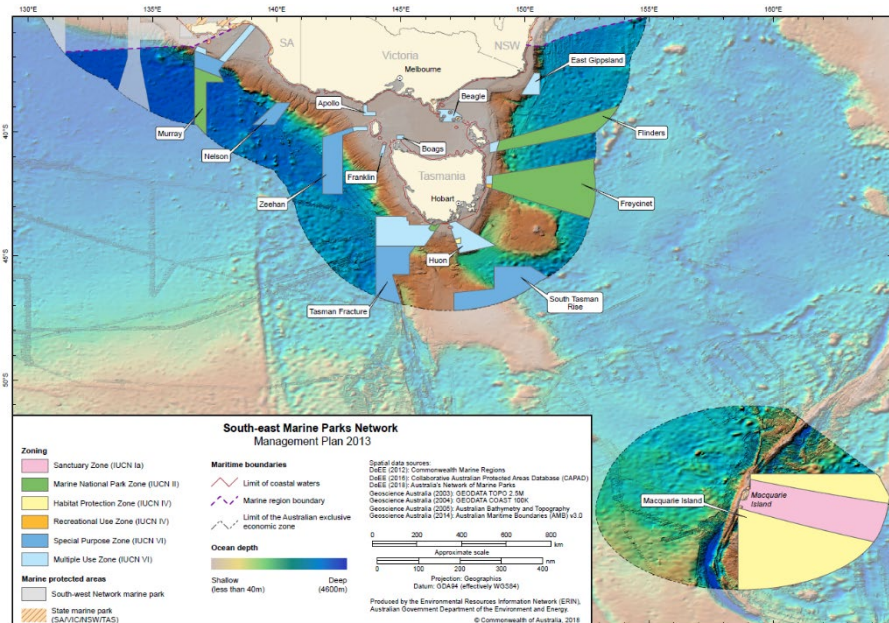 130°E
135°E
140°E
145°E
150°E
155°E
160°E
SA
Victoria
NSW
Melbourne
East Gippsland
Apollo
Beagle
Murray
Nelson
Boags
Flinders
40°S
Franklin
Tasmania
Zeehan
Hobart
Freycinet
45°S
Huon
Tasman Fracture
South Tasman
Rise
50°S
Macquarie Island
Macquarie
Island
South-east Marine Parks Network
Management Plan 2013
Zoning
Sanctuary Zone (IUCN Ia)
Marine National Park Zone (IUCN II)
Habitat Protection Zone (IUCN IV)
Recreational Use Zone (IUCN IV)
Special Purpose Zone (IUCN VI)
Multiple Use Zone (IUCN VI)
Marine protected areas
South-west Network marine park
State marine park
(SA/VIC/NSW/TAS)
Maritime boundaries
Limit of coastal waters
Marine region boundary
Limit of the Australian exclusive
economic zone
Ocean depth
Shallow
(less than 40m)
Deep
(4600m)
Spatial data sources:
DoEE (2012): Commonwealth Marine Regions
DoEE (2016): Collaborative Australian Protected Areas Database (CAPAD)
DoEE (2018): Australia's Network of Marine Parks
Geoscience Australia (2003): GEODATA TOPO 2.5M
Geoscience Australia (2004): GEODATA COAST 100K
Geoscience Australia (2005): Australian Bathymetry and Topography
Geoscience Australia (2014): Australian Maritime Boundaries (AMB) v3.0
0 200 400 600 800
km
Approximate scale
0 100 200 300 400
nm
Projection: Geographics
Datum: GDA94 (effectively WGS84)
Produced by the Environmental Resources Information Network (ERIN),
Australian Government Department of the Environment and Energy.
© Commonwealth of Australia, 2018